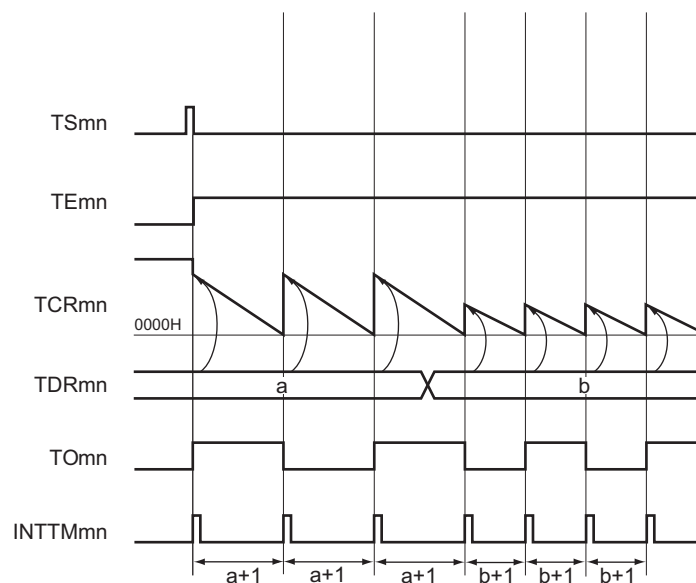 TSmn
TEmn
TCRmn
0000H
TDRmn
a
b
TOmn
INTTMmn
a+1
a+1
a+1
b+1
b+1
b+1